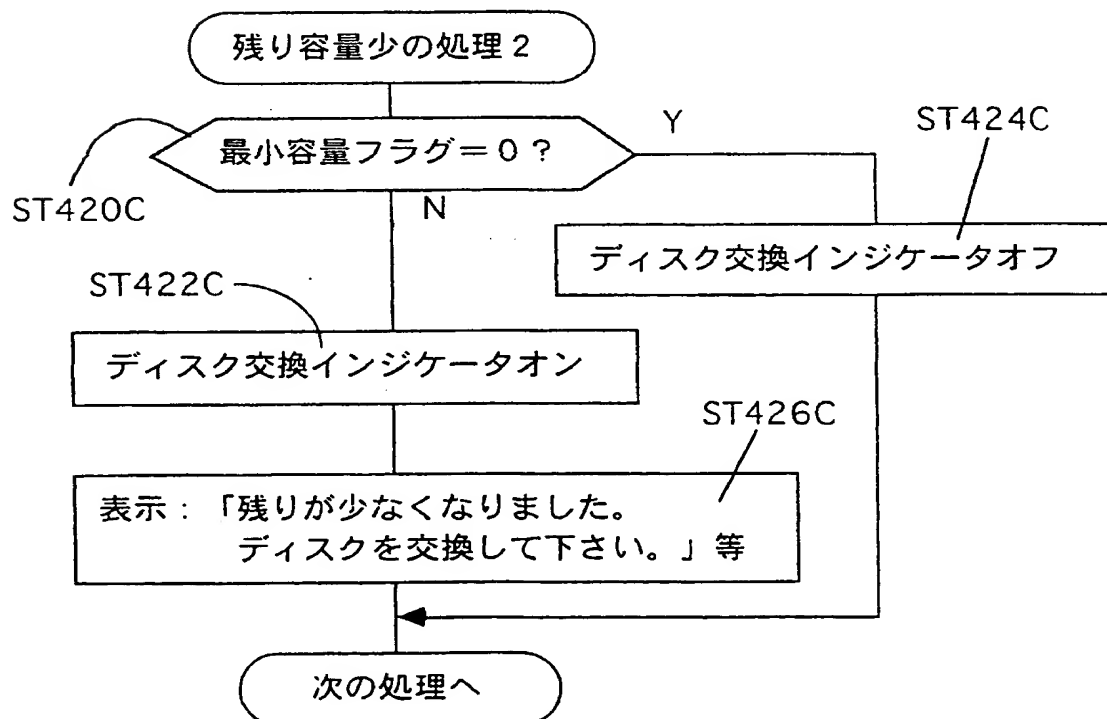 残り容量少の処理2
最小容量フラグ=0?
Y
ST424C
ST420C
N
ディスク交換インジケータオフ
ST422C
ディスク交換インジケータオン
ST426C
表示:「残りが少なくなりました。
ディスクを交換して下さい。」等
次の処理へ